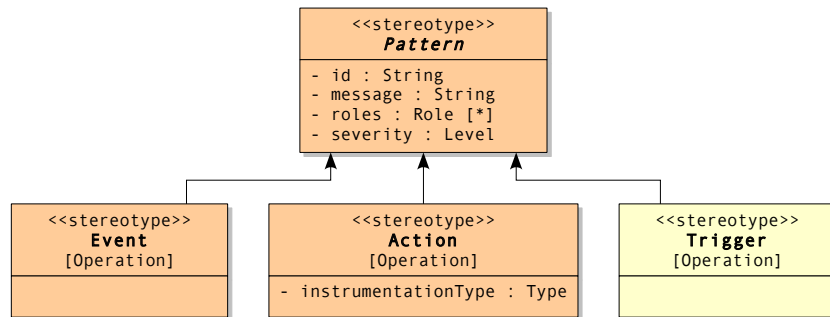 <<stereotype>>
Pattern
- id : String
- message : String
- roles : Role [*]
- severity : Level
<<stereotype>>
Event
[Operation]
<<stereotype>>
Action
[Operation]
- instrumentationType : Type
<<stereotype>>
Trigger
[Operation]